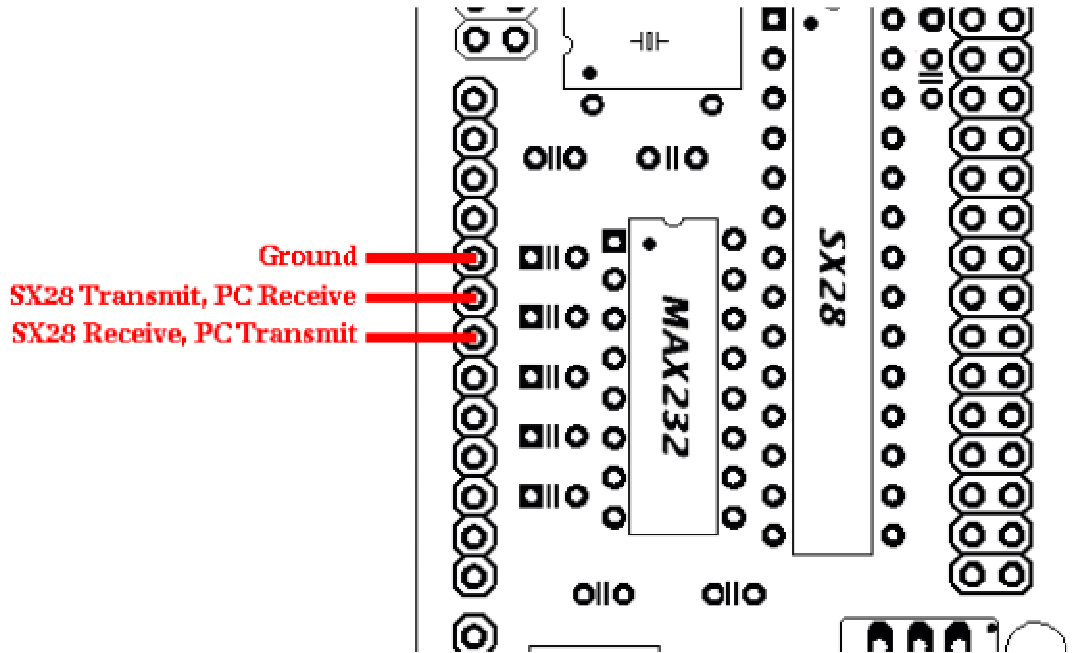 Ground
SX28 Transmit, PC Receive
SX28 Receive, PC Transmit
MAX232
SX28